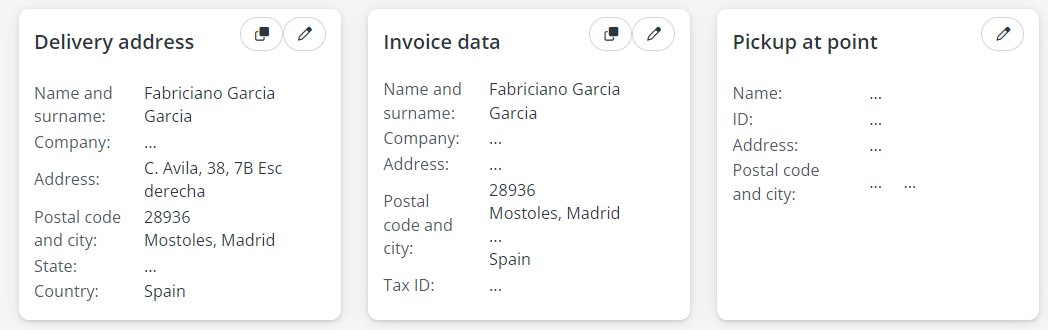 Delivery address
Name and surname: Fabriciano Garcia Garcia
Company: ...
Address: C. Avila, 38, 7B Esc derecha
Postal code and city: 28936 Mostoles, Madrid
State: ...
Country: Spain
Invoice data
Name and surname: Fabriciano Garcia Garcia
Company: ...
Address: ...
Postal code and city: 28936 Mostoles, Madrid ... Spain
Tax ID: ...
Pickup at point
Name: ...
ID: ...
Address: ...
Postal code and city: ... ...